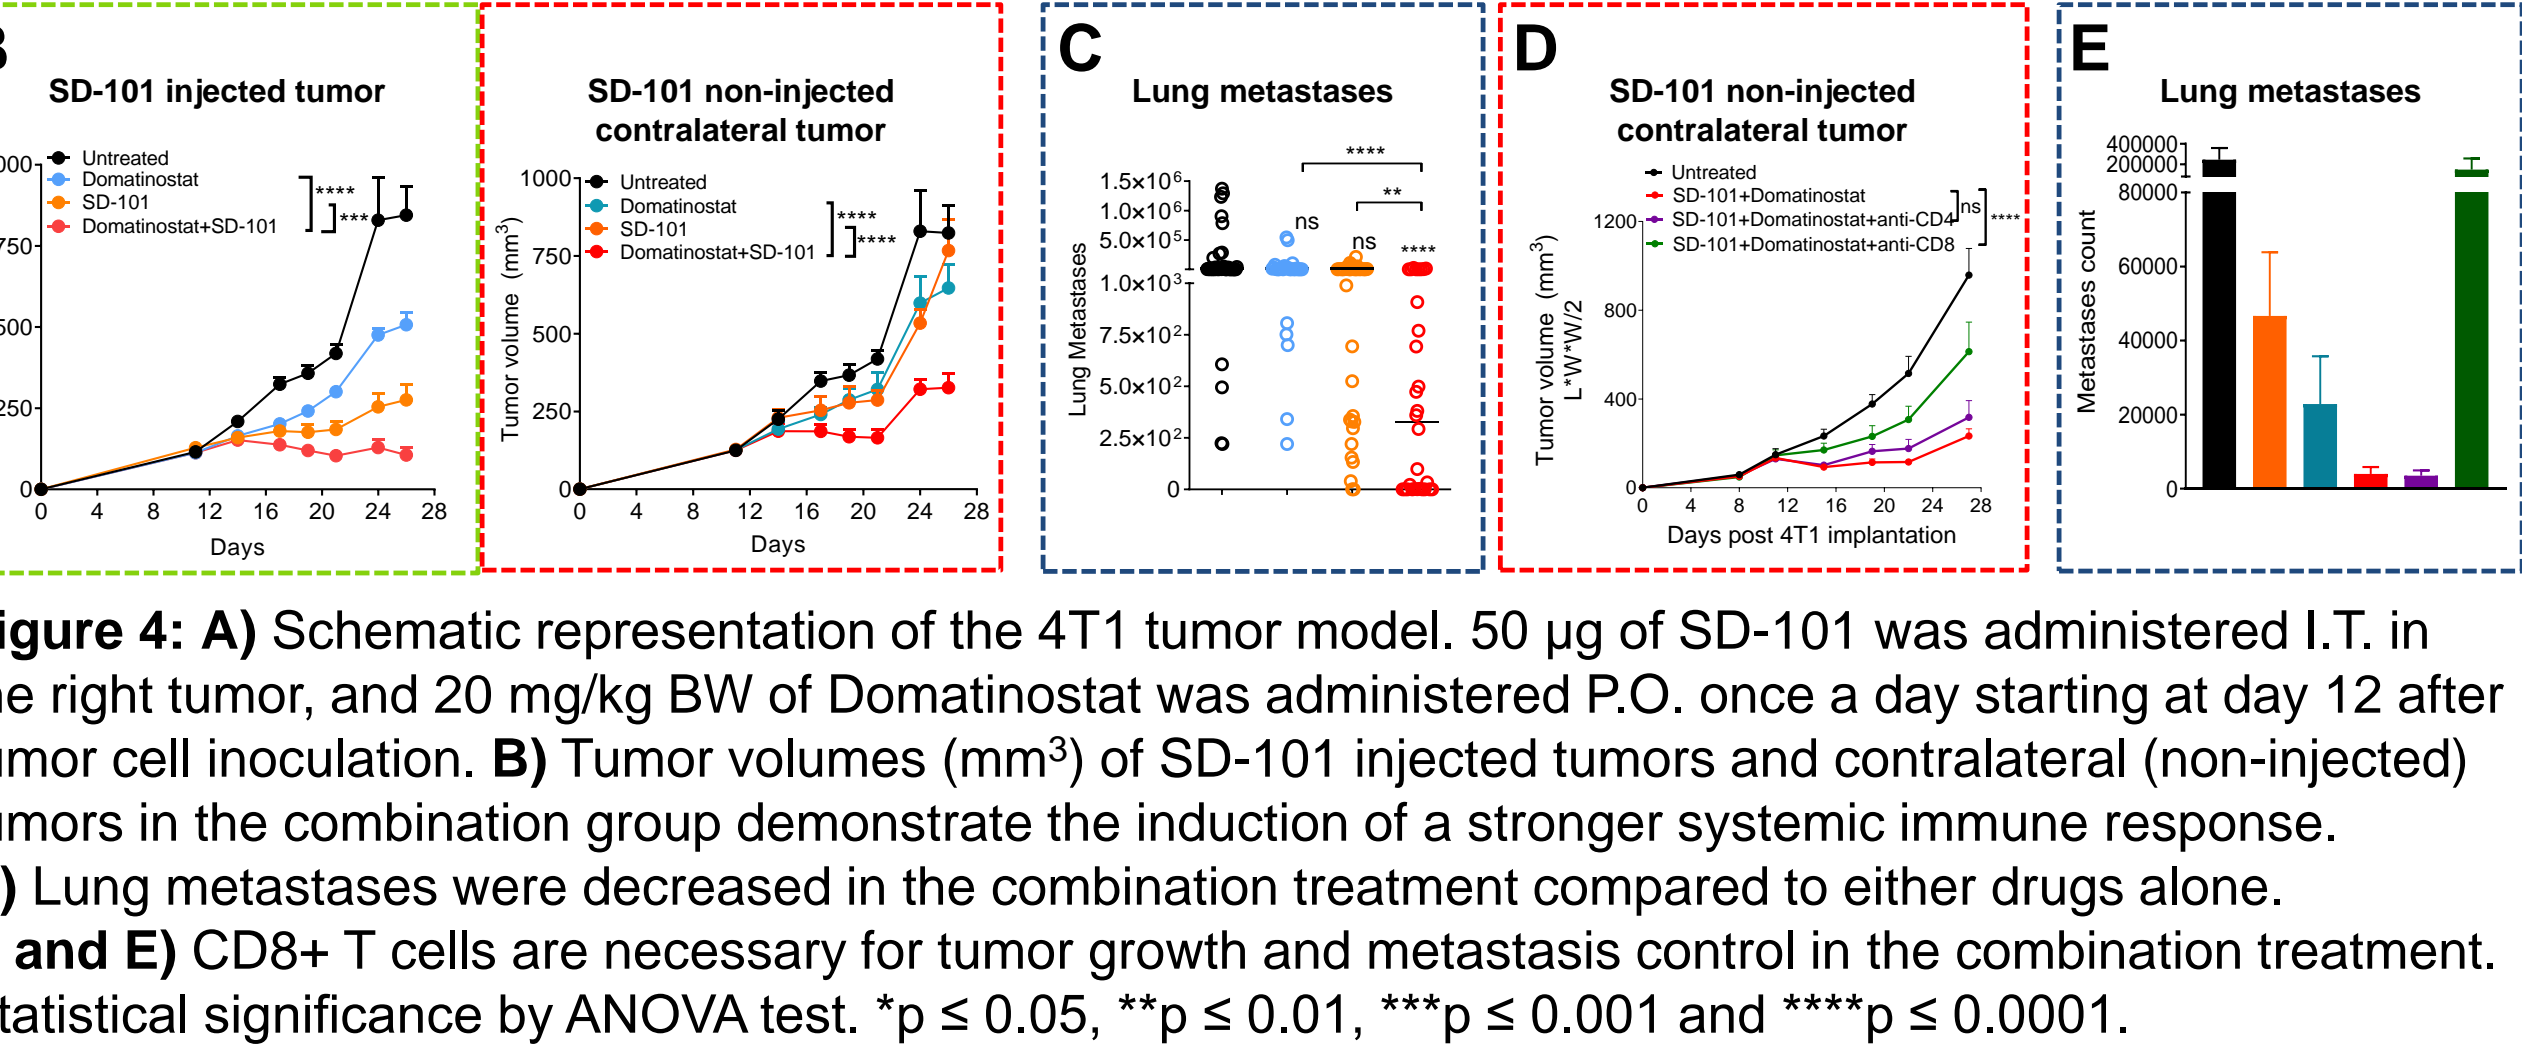 B
SD-101 injected tumor
Untreated
Domatinostat
SD-101
Domatinostat+SD-101
****
***
000
750
500
250
0
0 4 8 12 16 20 24 28
Days
SD-101 non-injected
contralateral tumor
Untreated
Domatinostat
SD-101
Domatinostat+SD-101
****
****
Tumor volume (mm³)
1000
750
500
250
0
0 4 8 12 16 20 24 28
Days
C
Lung metastases
****
**
ns
ns
****
Lung Metastases
1.5×10⁶
1.0×10⁶
5.0×10⁵
1.0×10³
7.5×10²
5.0×10²
2.5×10²
0
D
SD-101 non-injected
contralateral tumor
Untreated
SD-101+Domatinostat
SD-101+Domatinostat+anti-CD4
SD-101+Domatinostat+anti-CD8
ns
****
Tumor volume (mm³)
L*W*W/2
1200
800
400
0
0 4 8 12 16 20 24 28
Days post 4T1 implantation
E
Lung metastases
Metastases count
400000
200000
80000
60000
40000
20000
0
igure 4: A) Schematic representation of the 4T1 tumor model. 50 µg of SD-101 was administered I.T. in
he right tumor, and 20 mg/kg BW of Domatinostat was administered P.O. once a day starting at day 12 after
umor cell inoculation. B) Tumor volumes (mm³) of SD-101 injected tumors and contralateral (non-injected)
umors in the combination group demonstrate the induction of a stronger systemic immune response.
) Lung metastases were decreased in the combination treatment compared to either drugs alone.
and E) CD8+ T cells are necessary for tumor growth and metastasis control in the combination treatment.
tatistical significance by ANOVA test. *p ≤ 0.05, **p ≤ 0.01, ***p ≤ 0.001 and ****p ≤ 0.0001.